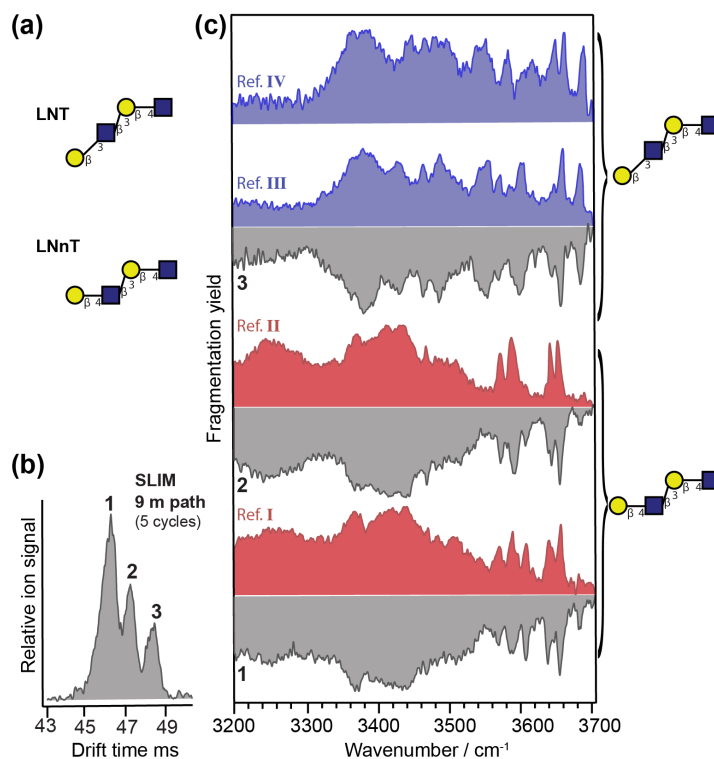 (a)
LNT
β 3 β 3 β 4
LNnT
β 4 β 3 β 4
(b)
SLIM
9 m path
(5 cycles)
1
2
3
Relative ion signal
43 45 47 49
Drift time ms
(c)
Ref. IV
Ref. III
3
Ref. II
2
Ref. I
1
Fragmentation yield
3200 3300 3400 3500 3600 3700
Wavenumber / cm⁻¹
β 3 β 3 β 4
β 4 β 3 β 4